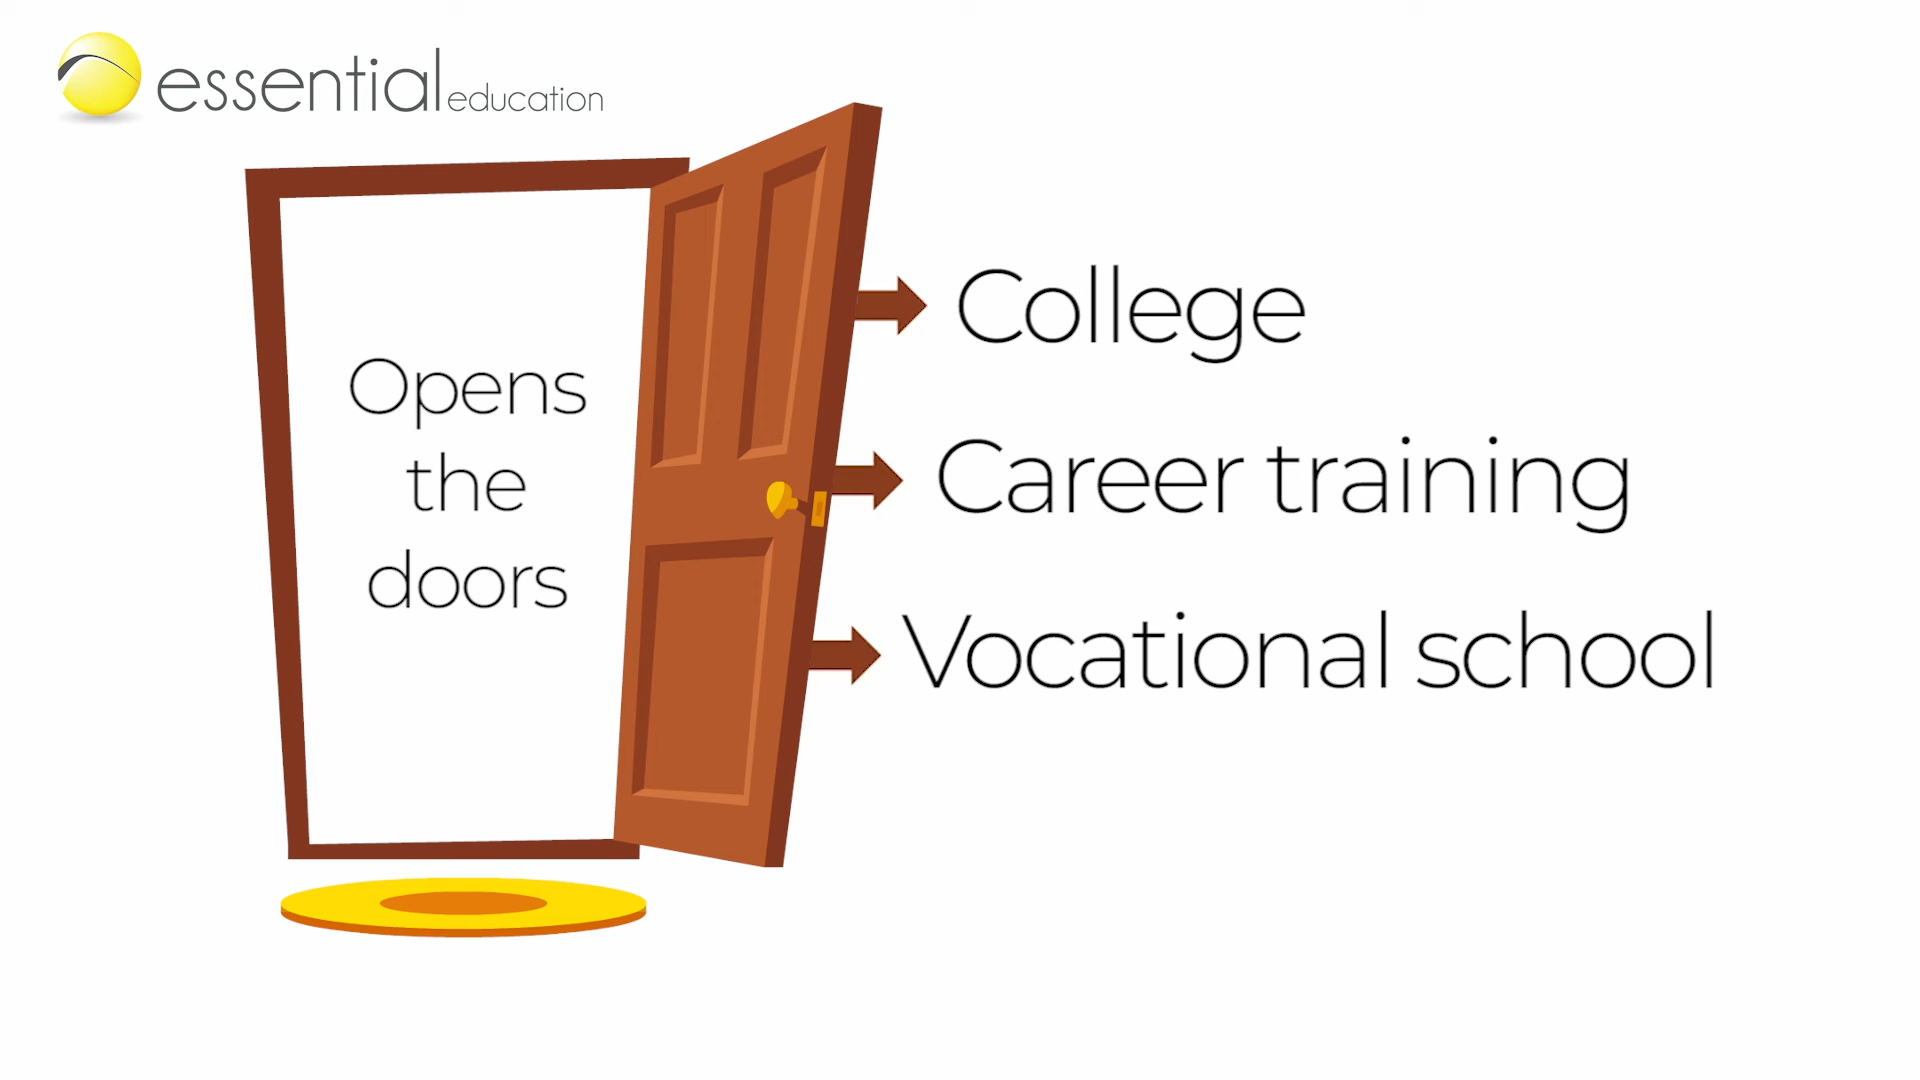 essential education
Opens
the
doors
College
Career training
Vocational school